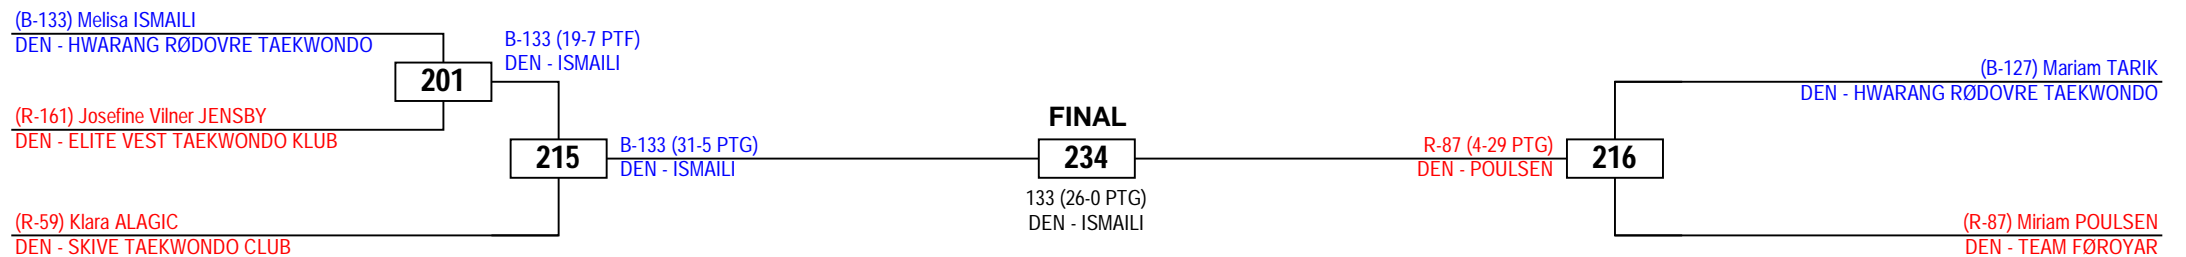 (B-133) Melisa ISMAILI
DEN - HWARANG RØDOVRE TAEKWONDO
B-133 (19-7 PTF)
DEN - ISMAILI
201
(R-161) Josefine Vilner JENSBY
DEN - ELITE VEST TAEKWONDO KLUB
215
B-133 (31-5 PTG)
DEN - ISMAILI
(R-59) Klara ALAGIC
DEN - SKIVE TAEKWONDO CLUB
FINAL
234
133 (26-0 PTG)
DEN - ISMAILI
(B-127) Mariam TARIK
DEN - HWARANG RØDOVRE TAEKWONDO
R-87 (4-29 PTG)
DEN - POULSEN
216
(R-87) Miriam POULSEN
DEN - TEAM FØROYAR